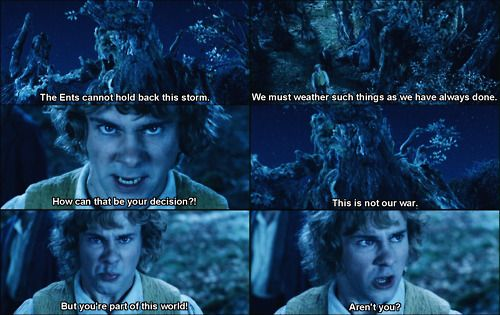 The Ents cannot hold back this storm.
We must weather such things as we have always done.
How can that be your decision?!
This is not our war.
But you're part of this world!
Aren't you?